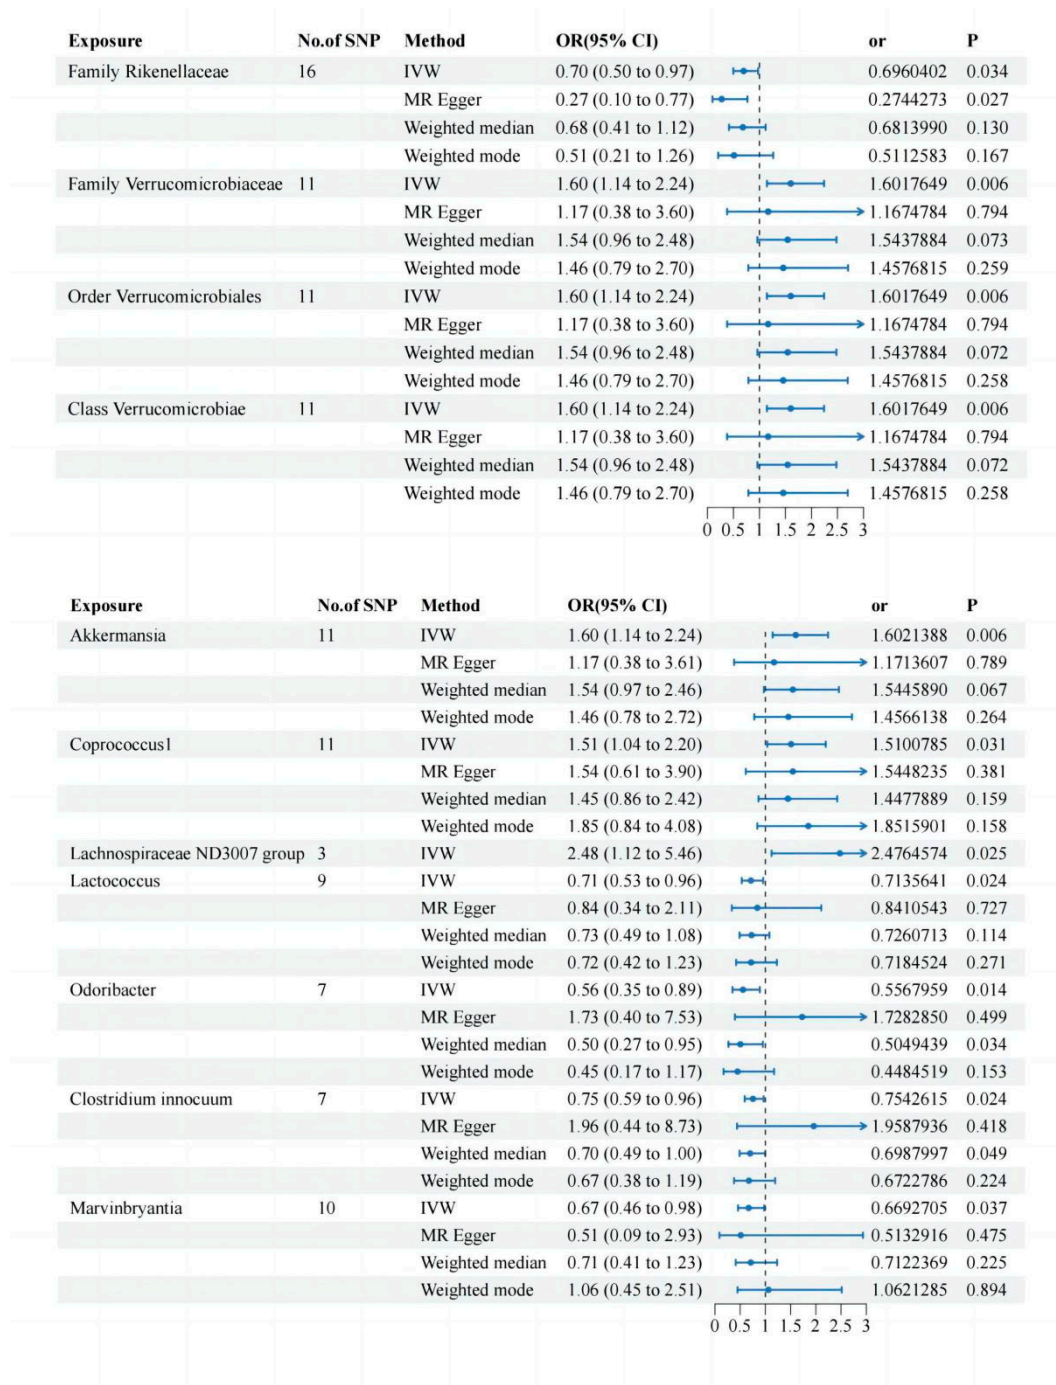 Exposure No.of SNP Method OR(95% CI) or P
Family Rikenellaceae 16 IVW 0.70 (0.50 to 0.97) 0.6960402 0.034
MR Egger 0.27 (0.10 to 0.77) 0.2744273 0.027
Weighted median 0.68 (0.41 to 1.12) 0.6813990 0.130
Weighted mode 0.51 (0.21 to 1.26) 0.5112583 0.167
Family Verrucomicrobiaceae 11 IVW 1.60 (1.14 to 2.24) 1.6017649 0.006
MR Egger 1.17 (0.38 to 3.60) 1.1674784 0.794
Weighted median 1.54 (0.96 to 2.48) 1.5437884 0.073
Weighted mode 1.46 (0.79 to 2.70) 1.4576815 0.259
Order Verrucomicrobiales 11 IVW 1.60 (1.14 to 2.24) 1.6017649 0.006
MR Egger 1.17 (0.38 to 3.60) 1.1674784 0.794
Weighted median 1.54 (0.96 to 2.48) 1.5437884 0.072
Weighted mode 1.46 (0.79 to 2.70) 1.4576815 0.258
Class Verrucomicrobiae 11 IVW 1.60 (1.14 to 2.24) 1.6017649 0.006
MR Egger 1.17 (0.38 to 3.60) 1.1674784 0.794
Weighted median 1.54 (0.96 to 2.48) 1.5437884 0.072
Weighted mode 1.46 (0.79 to 2.70) 1.4576815 0.258
0 0.5 1 1.5 2 2.5 3
Exposure No.of SNP Method OR(95% CI) or P
Akkermansia 11 IVW 1.60 (1.14 to 2.24) 1.6021388 0.006
MR Egger 1.17 (0.38 to 3.61) 1.1713607 0.789
Weighted median 1.54 (0.97 to 2.46) 1.5445890 0.067
Weighted mode 1.46 (0.78 to 2.72) 1.4566138 0.264
Coprococcus1 11 IVW 1.51 (1.04 to 2.20) 1.5100785 0.031
MR Egger 1.54 (0.61 to 3.90) 1.5448235 0.381
Weighted median 1.45 (0.86 to 2.42) 1.4477889 0.159
Weighted mode 1.85 (0.84 to 4.08) 1.8515901 0.158
Lachnospiraceae ND3007 group 3 IVW 2.48 (1.12 to 5.46) 2.4764574 0.025
Lactococcus 9 IVW 0.71 (0.53 to 0.96) 0.7135641 0.024
MR Egger 0.84 (0.34 to 2.11) 0.8410543 0.727
Weighted median 0.73 (0.49 to 1.08) 0.7260713 0.114
Weighted mode 0.72 (0.42 to 1.23) 0.7184524 0.271
Odoribacter 7 IVW 0.56 (0.35 to 0.89) 0.5567959 0.014
MR Egger 1.73 (0.40 to 7.53) 1.7282850 0.499
Weighted median 0.50 (0.27 to 0.95) 0.5049439 0.034
Weighted mode 0.45 (0.17 to 1.17) 0.4484519 0.153
Clostridium innocuum 7 IVW 0.75 (0.59 to 0.96) 0.7542615 0.024
MR Egger 1.96 (0.44 to 8.73) 1.9587936 0.418
Weighted median 0.70 (0.49 to 1.00) 0.6987997 0.049
Weighted mode 0.67 (0.38 to 1.19) 0.6722786 0.224
Marvinbryantia 10 IVW 0.67 (0.46 to 0.98) 0.6692705 0.037
MR Egger 0.51 (0.09 to 2.93) 0.5132916 0.475
Weighted median 0.71 (0.41 to 1.23) 0.7122369 0.225
Weighted mode 1.06 (0.45 to 2.51) 1.0621285 0.894
0 0.5 1 1.5 2 2.5 3